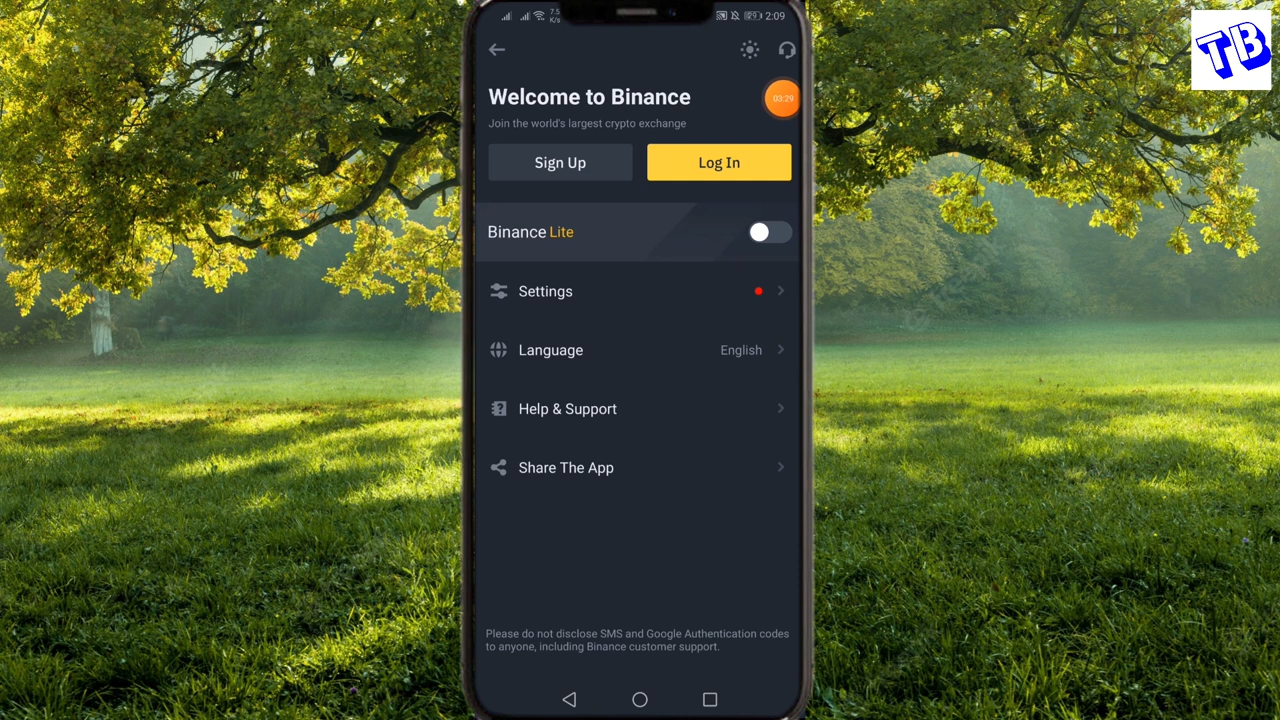 7.5
K/s
2:09
TB
Welcome to Binance
03:29
Join the world's largest crypto exchange
Sign Up
Log In
Binance Lite
Settings
Language
English
Help & Support
Share The App
Please do not disclose SMS and Google Authentication codes
to anyone, including Binance customer support.